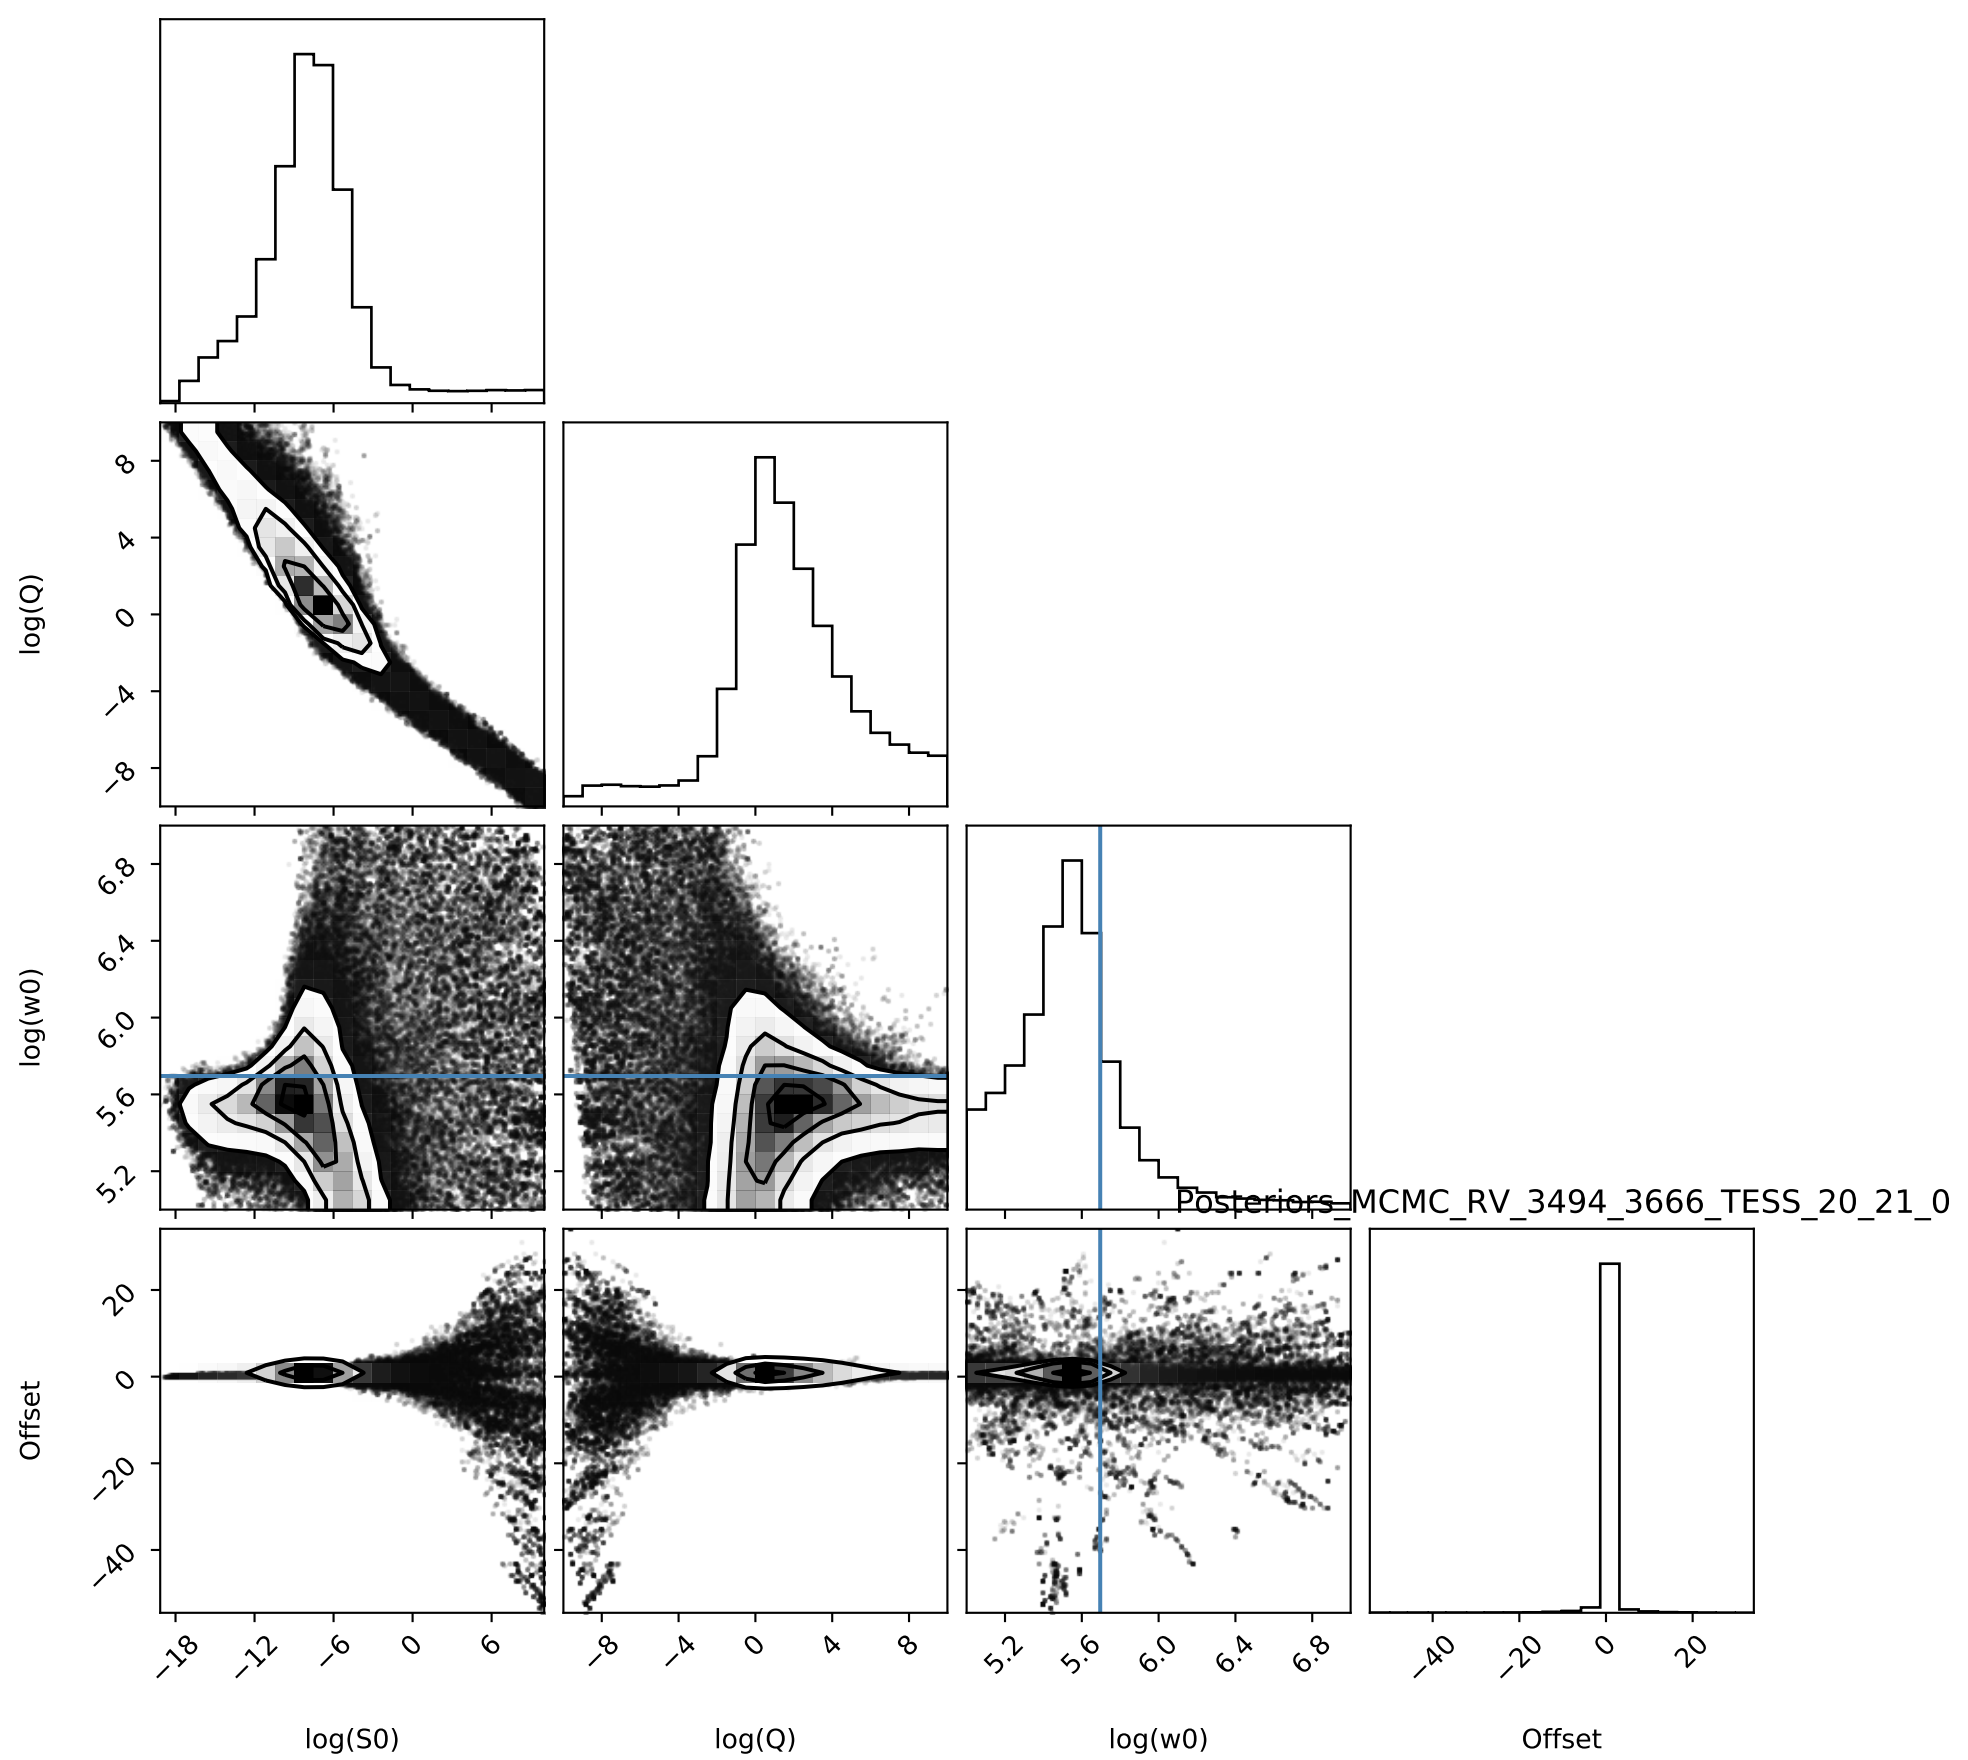 8
4
0
−4
−8
log(Q)
6.8
6.4
6.0
5.6
5.2
log(w0)
Posteriors_MCMC_RV_3494_3666_TESS_20_21_0
20
0
−20
−40
Offset
−18 −12 −6 0 6
−8 −4 0 4 8
5.2 5.6 6.0 6.4 6.8
−40 −20 0 20
log(S0)
log(Q)
log(w0)
Offset